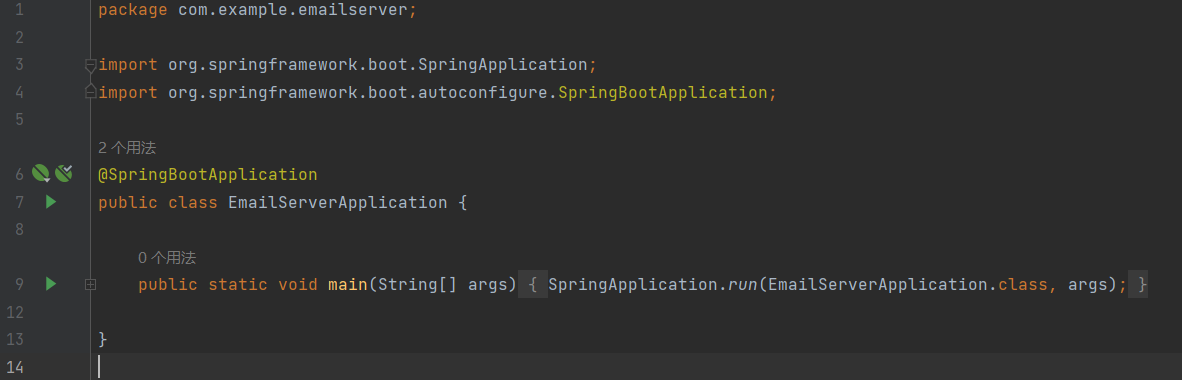 1 package com.example.emailserver;
2
3 import org.springframework.boot.SpringApplication;
4 import org.springframework.boot.autoconfigure.SpringBootApplication;
5
2 个用法
6 @SpringBootApplication
7 public class EmailServerApplication {
8
0 个用法
9 public static void main(String[] args) { SpringApplication.run(EmailServerApplication.class, args); }
12
13 }
14